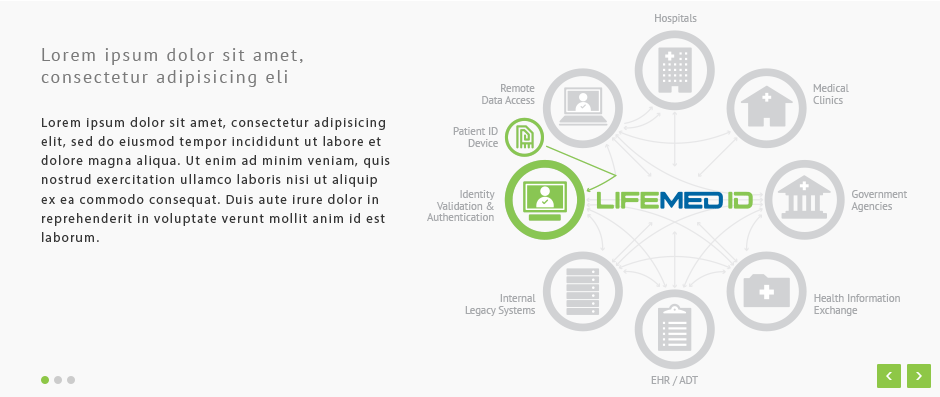 Lorem ipsum dolor sit amet,
consectetur adipisicing eli
Lorem ipsum dolor sit amet, consectetur adipisicing
elit, sed do eiusmod tempor incididunt ut labore et
dolore magna aliqua. Ut enim ad minim veniam, quis
nostrud exercitation ullamco laboris nisi ut aliquip
ex ea commodo consequat. Duis aute irure dolor in
reprehenderit in voluptate verunt mollit anim id est
laborum.
Hospitals
Remote
Data Access
Medical
Clinics
Patient ID
Device
Identity
Validation &
Authentication
LIFEMEDID
Government
Agencies
Internal
Legacy Systems
Health Information
Exchange
EHR / ADT